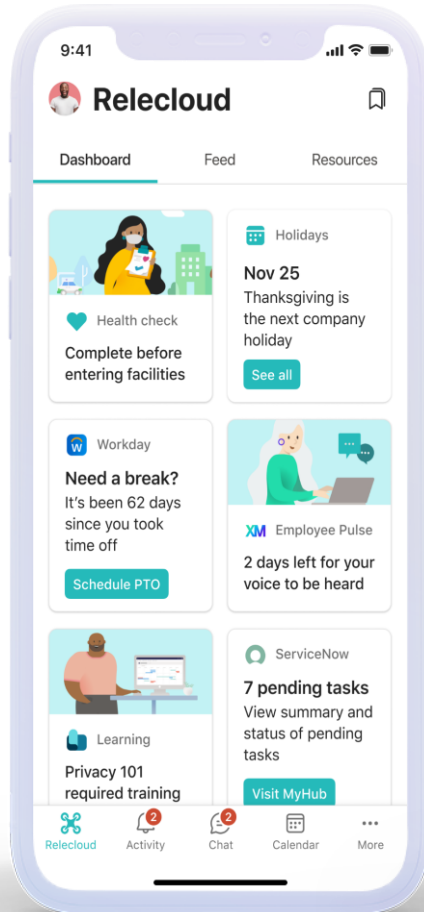 9:41
Relecloud
Dashboard
Feed
Resources
Health check
Complete before
entering facilities
Holidays
Nov 25
Thanksgiving is
the next company
holiday
See all
Workday
Need a break?
It's been 62 days
since you took
time off
Schedule PTO
XM Employee Pulse
2 days left for your
voice to be heard
Learning
Privacy 101
required training
ServiceNow
7 pending tasks
View summary and
status of pending
tasks
Visit MyHub
Relecloud
2
Activity
2
Chat
Calendar
More